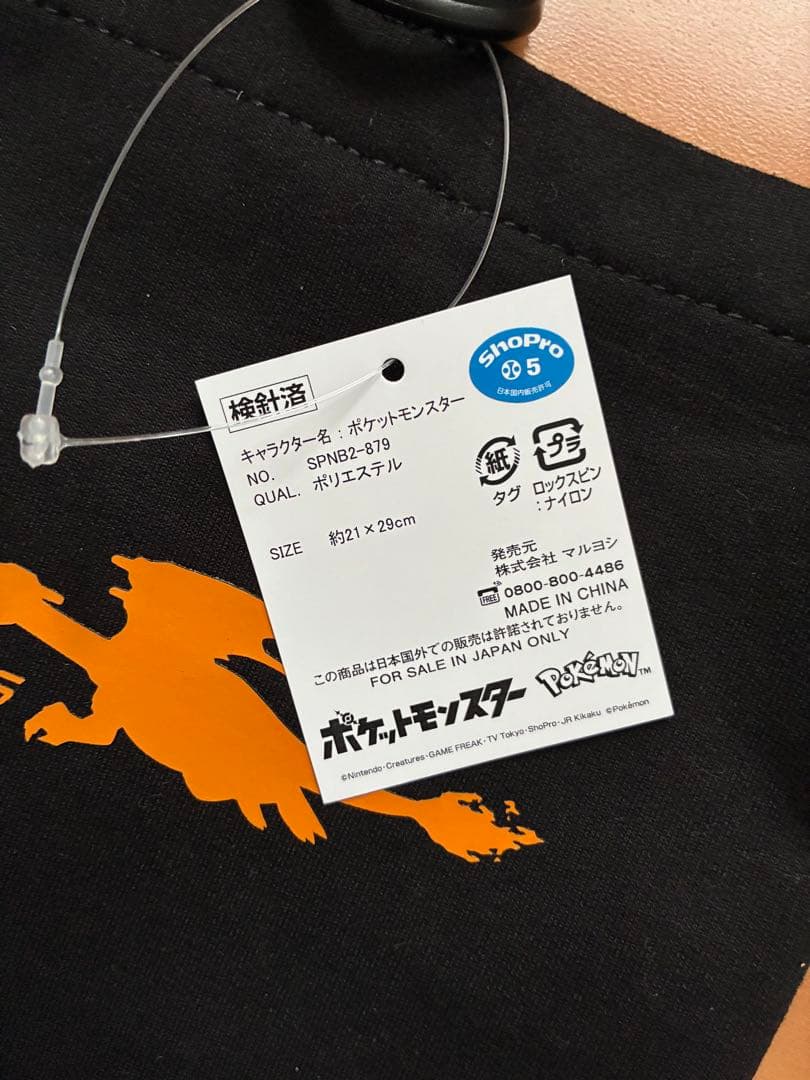 検針済
ShoPro
5
日本国内販売許可
キャラクター名：ポケットモンスター
NO. SPNB2-879
QUAL. ポリエステル
SIZE 約21×29cm
紙
タグ
プラ
ロックスピン
：ナイロン
発売元
株式会社 マルヨシ
FREE 0800-800-4486
MADE IN CHINA
この商品は日本国外での販売は許諾されておりません。
FOR SALE IN JAPAN ONLY
ポケットモンスター POKéMON TM
©Nintendo・Creatures・GAME FREAK・TV Tokyo・ShoPro・JR Kikaku ©Pokémon